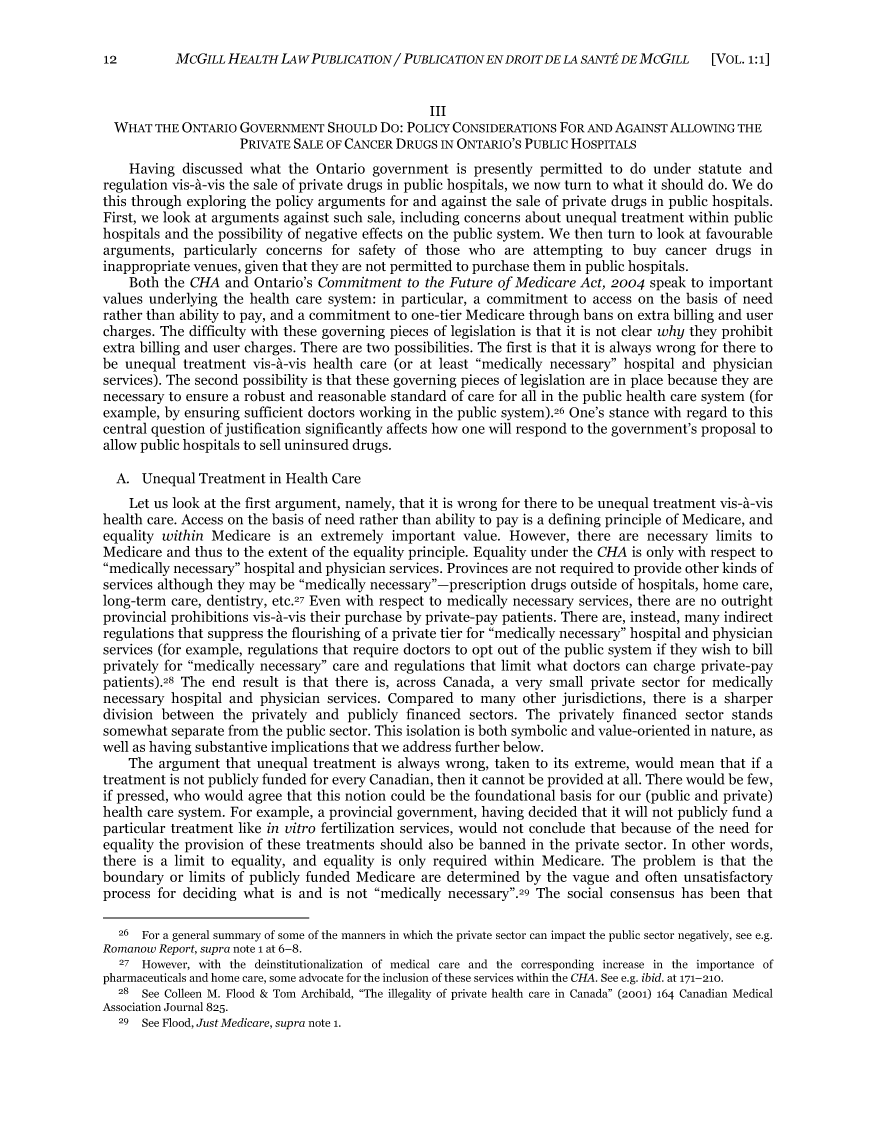 12 MCGILL HEALTH LAW PUBLICATION / PUBLICATION EN DROIT DE LA SANTÉ DE MCGILL [VOL. 1:1]
III
WHAT THE ONTARIO GOVERNMENT SHOULD DO: POLICY CONSIDERATIONS FOR AND AGAINST ALLOWING THE
PRIVATE SALE OF CANCER DRUGS IN ONTARIO'S PUBLIC HOSPITALS
Having discussed what the Ontario government is presently permitted to do under statute and
regulation vis-à-vis the sale of private drugs in public hospitals, we now turn to what it should do. We do
this through exploring the policy arguments for and against the sale of private drugs in public hospitals.
First, we look at arguments against such sale, including concerns about unequal treatment within public
hospitals and the possibility of negative effects on the public system. We then turn to look at favourable
arguments, particularly concerns for safety of those who are attempting to buy cancer drugs in
inappropriate venues, given that they are not permitted to purchase them in public hospitals.
Both the CHA and Ontario's Commitment to the Future of Medicare Act, 2004 speak to important
values underlying the health care system: in particular, a commitment to access on the basis of need
rather than ability to pay, and a commitment to one-tier Medicare through bans on extra billing and user
charges. The difficulty with these governing pieces of legislation is that it is not clear why they prohibit
extra billing and user charges. There are two possibilities. The first is that it is always wrong for there to
be unequal treatment vis-à-vis health care (or at least “medically necessary” hospital and physician
services). The second possibility is that these governing pieces of legislation are in place because they are
necessary to ensure a robust and reasonable standard of care for all in the public health care system (for
example, by ensuring sufficient doctors working in the public system).26 One's stance with regard to this
central question of justification significantly affects how one will respond to the government's proposal to
allow public hospitals to sell uninsured drugs.
A. Unequal Treatment in Health Care
Let us look at the first argument, namely, that it is wrong for there to be unequal treatment vis-à-vis
health care. Access on the basis of need rather than ability to pay is a defining principle of Medicare, and
equality within Medicare is an extremely important value. However, there are necessary limits to
Medicare and thus to the extent of the equality principle. Equality under the CHA is only with respect to
“medically necessary” hospital and physician services. Provinces are not required to provide other kinds of
services although they may be “medically necessary”—prescription drugs outside of hospitals, home care,
long-term care, dentistry, etc.27 Even with respect to medically necessary services, there are no outright
provincial prohibitions vis-à-vis their purchase by private-pay patients. There are, instead, many indirect
regulations that suppress the flourishing of a private tier for “medically necessary” hospital and physician
services (for example, regulations that require doctors to opt out of the public system if they wish to bill
privately for “medically necessary” care and regulations that limit what doctors can charge private-pay
patients).28 The end result is that there is, across Canada, a very small private sector for medically
necessary hospital and physician services. Compared to many other jurisdictions, there is a sharper
division between the privately and publicly financed sectors. The privately financed sector stands
somewhat separate from the public sector. This isolation is both symbolic and value-oriented in nature, as
well as having substantive implications that we address further below.
The argument that unequal treatment is always wrong, taken to its extreme, would mean that if a
treatment is not publicly funded for every Canadian, then it cannot be provided at all. There would be few,
if pressed, who would agree that this notion could be the foundational basis for our (public and private)
health care system. For example, a provincial government, having decided that it will not publicly fund a
particular treatment like in vitro fertilization services, would not conclude that because of the need for
equality the provision of these treatments should also be banned in the private sector. In other words,
there is a limit to equality, and equality is only required within Medicare. The problem is that the
boundary or limits of publicly funded Medicare are determined by the vague and often unsatisfactory
process for deciding what is and is not “medically necessary”.29 The social consensus has been that
26 For a general summary of some of the manners in which the private sector can impact the public sector negatively, see e.g.
Romanow Report, supra note 1 at 6–8.
27 However, with the deinstitutionalization of medical care and the corresponding increase in the importance of
pharmaceuticals and home care, some advocate for the inclusion of these services within the CHA. See e.g. ibid. at 171–210.
28 See Colleen M. Flood & Tom Archibald, “The illegality of private health care in Canada” (2001) 164 Canadian Medical
Association Journal 825.
29 See Flood, Just Medicare, supra note 1.